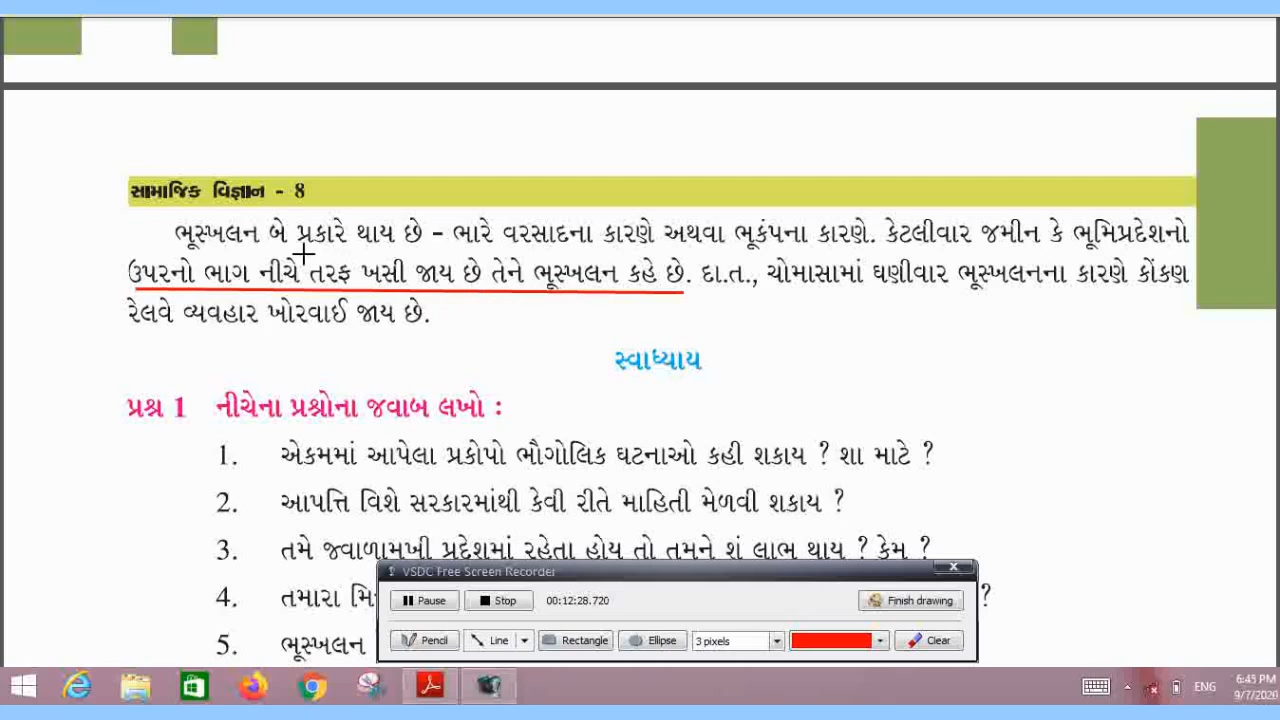 સામાજિક વિજ્ઞાન - 8
ભૂસ્ખલન બે પ્રકારે થાય છે - ભારે વરસાદના કારણે અથવા ભૂકંપના કારણે. કેટલીવાર જમીન કે ભૂમિપ્રદેશનો
ઉપરનો ભાગ નીચે તરફ ખસી જાય છે તેને ભૂસ્ખલન કહે છે. દા.ત., ચોમાસામાં ઘણીવાર ભૂસ્ખલનના કારણે કોંકણ
રેલવે વ્યવહાર ખોરવાઈ જાય છે.
સ્વાધ્યાય
પ્રશ્ન 1 નીચેના પ્રશ્નોના જવાબ લખો :
1. એકમમાં આપેલા પ્રકોપો ભૌગોલિક ઘટનાઓ કહી શકાય ? શા માટે ?
2. આપત્તિ વિશે સરકારમાંથી કેવી રીતે માહિતી મેળવી શકાય ?
3. તમે જ્વાળામખી પ્રદેશમાં રહેતા હોય તો તમને શં લાભ થાય ? કેમ ?
VSDC Free Screen Recorder
4. તમારા ?
Pause Stop 00:12:28.720 Finish drawing
5. ભૂસ્ખલન
Pencil Line Rectangle Ellipse 3 pixels Clear
ENG 6:45 PM
9/7/2020